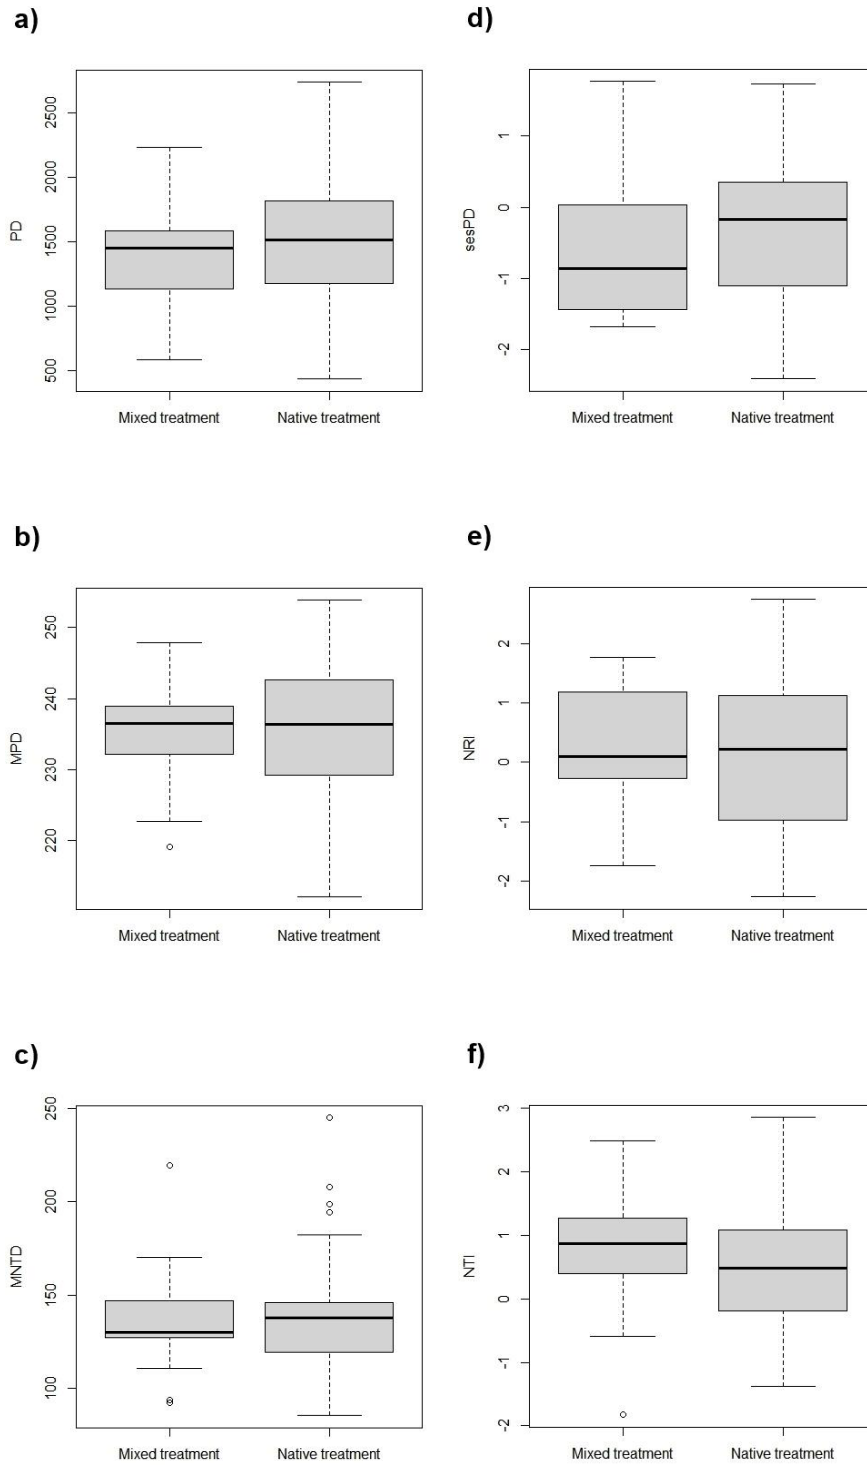 a)
PD
2500
2000
1500
1000
500
Mixed treatment Native treatment
d)
sesPD
1
0
-1
-2
Mixed treatment Native treatment
b)
MPD
250
240
230
220
Mixed treatment Native treatment
e)
NRI
2
1
0
-1
-2
Mixed treatment Native treatment
c)
MNTD
250
200
150
100
Mixed treatment Native treatment
f)
NTI
3
2
1
0
-1
-2
Mixed treatment Native treatment